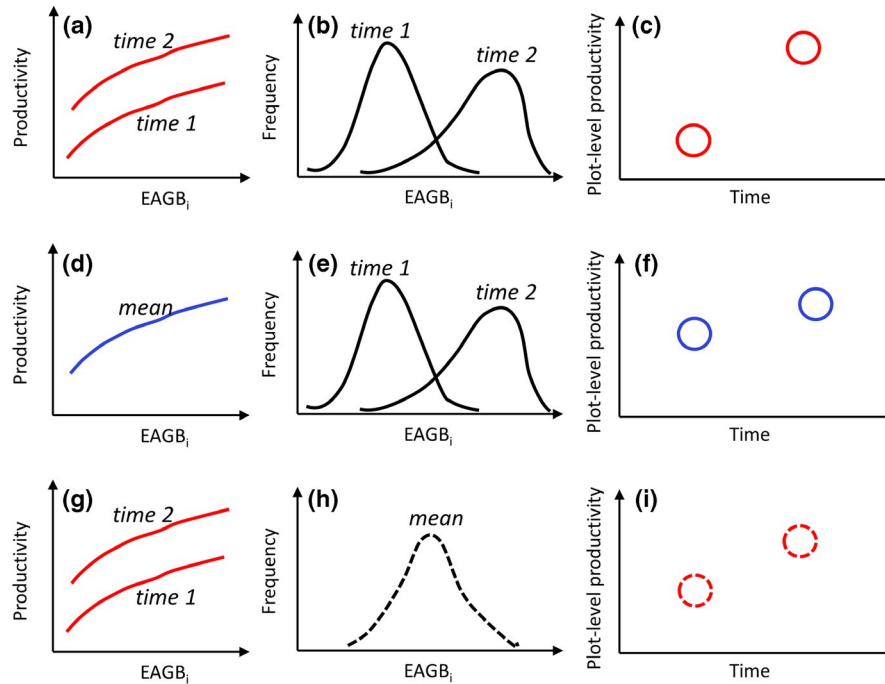 (a)
time 2
time 1
Productivity
EAGBi
(b)
time 1
time 2
Frequency
EAGBi
(c)
Plot-level productivity
Time
(d)
mean
Productivity
EAGBi
(e)
time 1
time 2
Frequency
EAGBi
(f)
Plot-level productivity
Time
(g)
time 2
time 1
Productivity
EAGBi
(h)
mean
Frequency
EAGBi
(i)
Plot-level productivity
Time